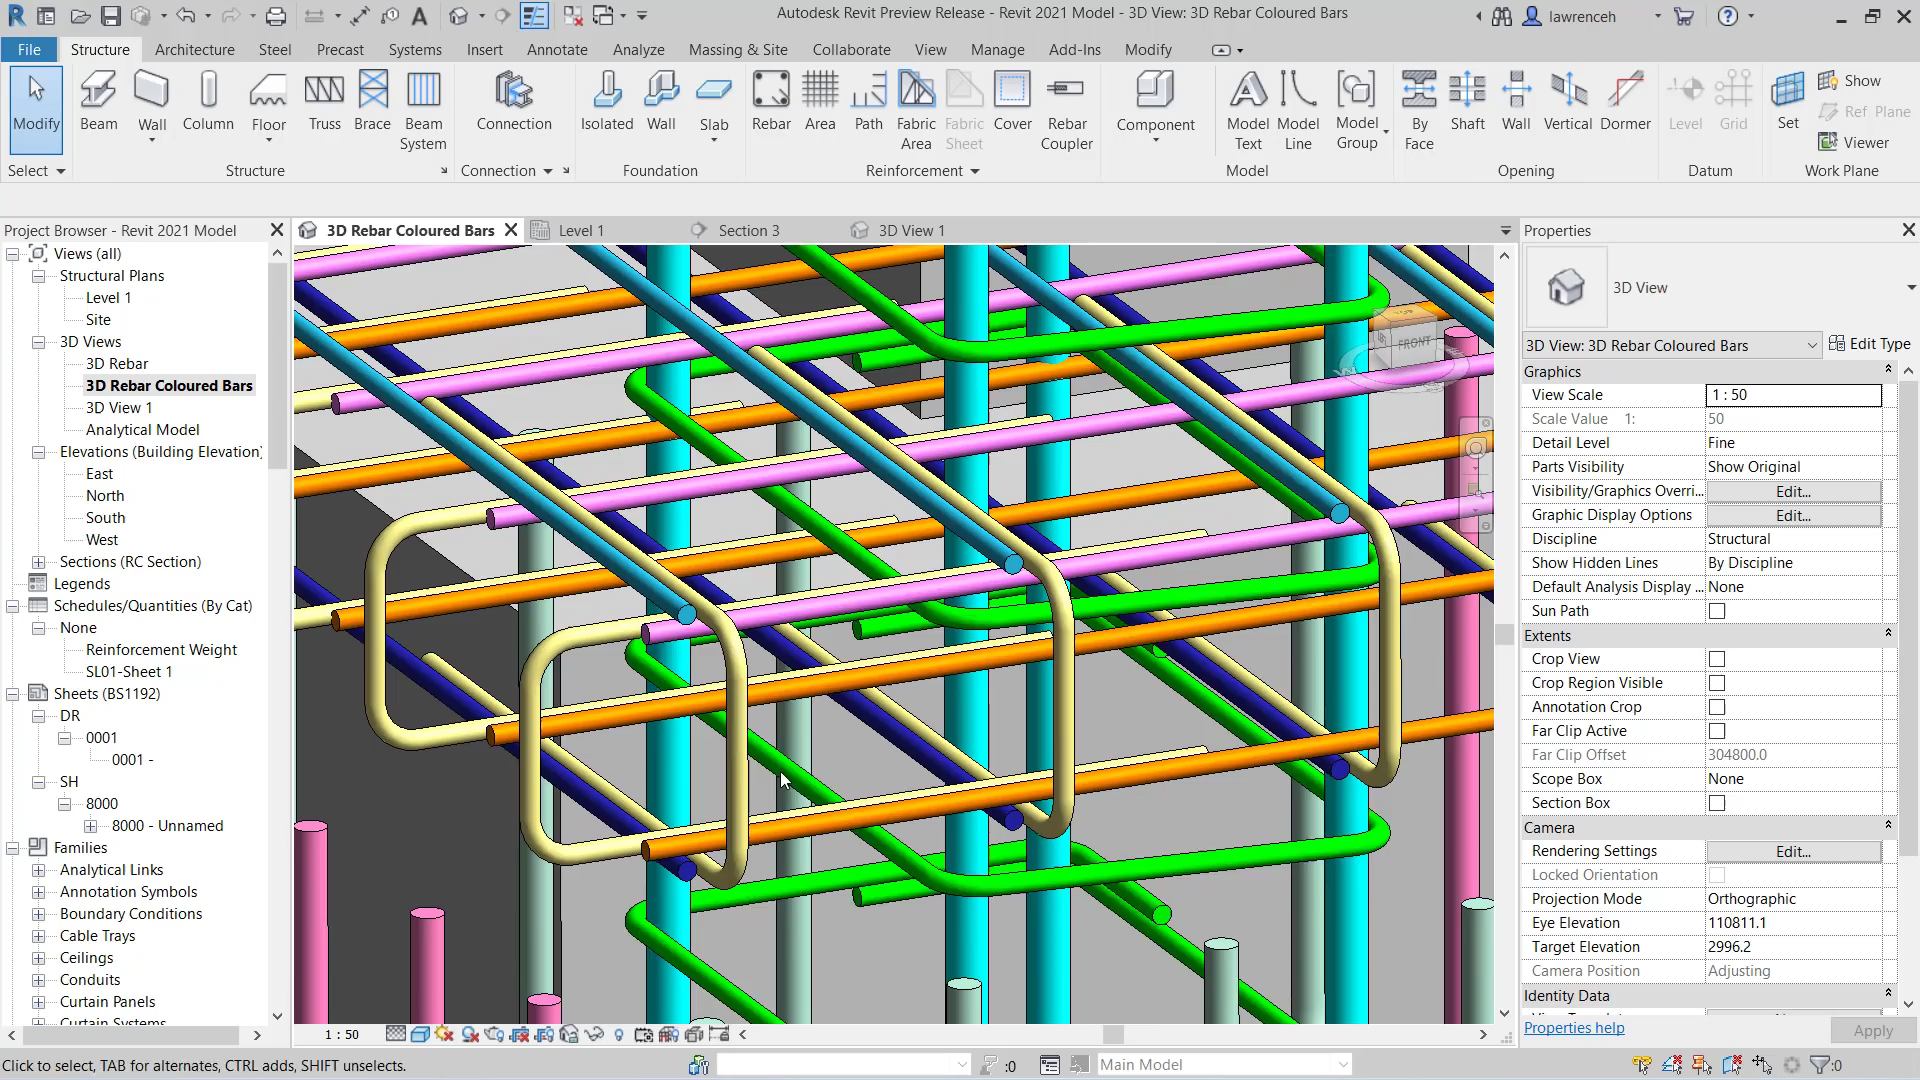 Autodesk Revit Preview Release - Revit 2021 Model - 3D View: 3D Rebar Coloured Bars
lawrenceh
File Structure Architecture Steel Precast Systems Insert Annotate Analyze Massing & Site Collaborate View Manage Add-Ins Modify
Modify
Beam
Wall
Column
Floor
Truss
Brace
Beam
System
Connection
Isolated
Wall
Slab
Rebar
Area
Path
Fabric
Area
Fabric
Sheet
Cover
Rebar
Coupler
Component
Model
Text
Model
Line
Model
Group
By
Face
Shaft
Wall
Vertical
Dormer
Level
Grid
Set
Show
Ref Plane
Viewer
Select
Structure
Connection
Foundation
Reinforcement
Model
Opening
Datum
Work Plane
Project Browser - Revit 2021 Model
Views (all)
Structural Plans
Level 1
Site
3D Views
3D Rebar
3D Rebar Coloured Bars
3D View 1
Analytical Model
Elevations (Building Elevation)
East
North
South
West
Sections (RC Section)
Legends
Schedules/Quantities (By Cat)
None
Reinforcement Weight
SL01-Sheet 1
Sheets (BS1192)
DR
0001
0001 -
SH
8000
8000 - Unnamed
Families
Analytical Links
Annotation Symbols
Boundary Conditions
Cable Trays
Ceilings
Conduits
Curtain Panels
Curtain Systems
3D Rebar Coloured Bars
Level 1
Section 3
3D View 1
TOP
FRONT
1 : 50
Properties
3D View
3D View: 3D Rebar Coloured Bars
Edit Type
Graphics
View Scale 1 : 50
Scale Value 1: 50
Detail Level Fine
Parts Visibility Show Original
Visibility/Graphics Overri... Edit...
Graphic Display Options Edit...
Discipline Structural
Show Hidden Lines By Discipline
Default Analysis Display ... None
Sun Path
Extents
Crop View
Crop Region Visible
Annotation Crop
Far Clip Active
Far Clip Offset 304800.0
Scope Box None
Section Box
Camera
Rendering Settings Edit...
Locked Orientation
Projection Mode Orthographic
Eye Elevation 110811.1
Target Elevation 2996.2
Camera Position Adjusting
Identity Data
Properties help
Apply
Click to select, TAB for alternates, CTRL adds, SHIFT unselects.
:0
Main Model
:0